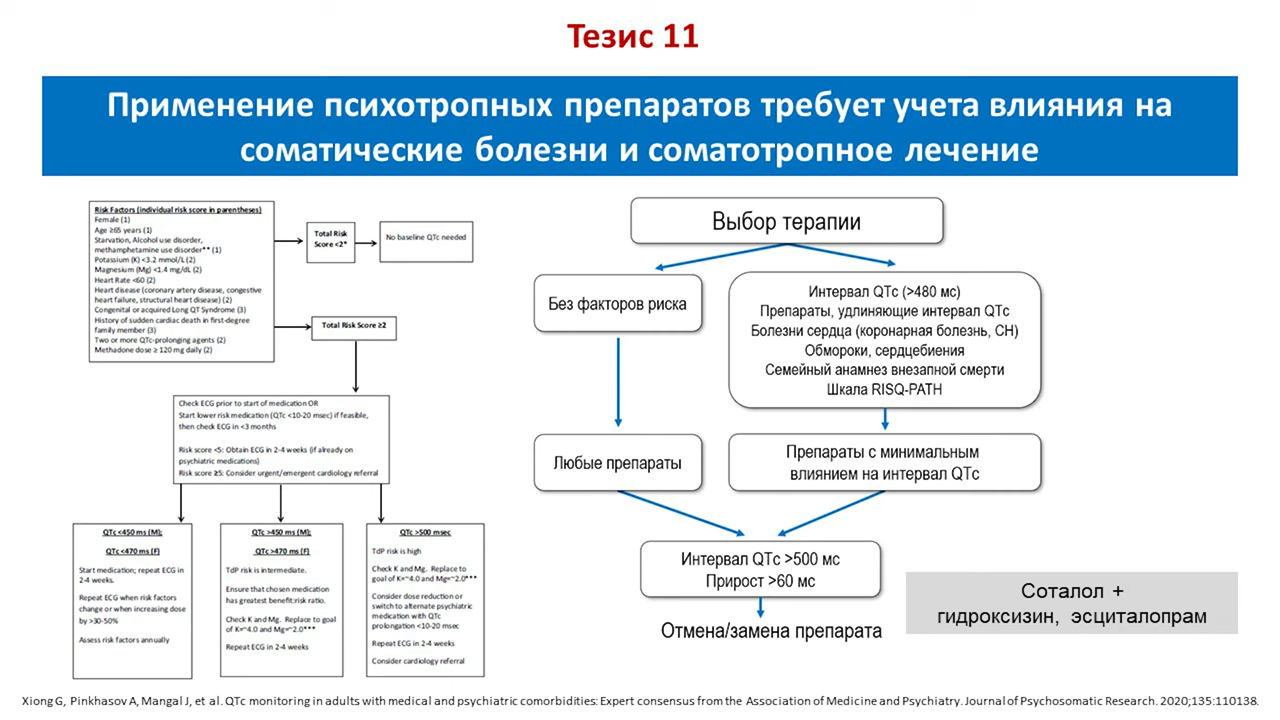 Тезис 11
Применение психотропных препаратов требует учета влияния на
соматические болезни и соматотропное лечение
Risk Factors (individual risk score in parentheses)
Female (1)
Age ≥65 years (1)
Starvation, Alcohol use disorder,
methamphetamine use disorder** (1)
Potassium (K) <3.2 mmol/L (2)
Magnesium (Mg) <1.4 mg/dL (2)
Heart Rate <60 (2)
Heart disease (coronary artery disease, congestive
heart failure, structural heart disease) (2)
Congenital or acquired Long QT Syndrome (3)
History of sudden cardiac death in first-degree
family member (3)
Two or more QTc-prolonging agents (2)
Methadone dose ≥ 120 mg daily (2)
Total Risk
Score <2*
No baseline QTc needed
Total Risk Score ≥2
Check ECG prior to start of medication OR
Start lower risk medication (QTc <10-20 msec) if feasible,
then check ECG in <3 months
Risk score <5: Obtain ECG in 2-4 weeks (if already on
psychiatric medications)
Risk score ≥5: Consider urgent/emergent cardiology referral
QTc <450 ms (M);
QTc <470 ms (F)
Start medication; repeat ECG in
2-4 weeks.
Repeat ECG when risk factors
change or when increasing dose
by >30-50%
Assess risk factors annually
QTc >450 ms (M);
QTc >470 ms (F)
TdP risk is intermediate.
Ensure that chosen medication
has greatest benefit:risk ratio.
Check K and Mg. Replace to goal
of K=~4.0 and Mg=~2.0***
Repeat ECG in 2-4 weeks
QTc >500 msec
TdP risk is high
Check K and Mg. Replace to
goal of K=~4.0 and Mg=~2.0***
Consider dose reduction or
switch to alternate psychiatric
medication with QTc
prolongation <10-20 msec
Repeat ECG in 2-4 weeks
Consider cardiology referral
Выбор терапии
Без факторов риска
Интервал QTc (>480 мс)
Препараты, удлиняющие интервал QTc
Болезни сердца (коронарная болезнь, СН)
Обмороки, сердцебиения
Семейный анамнез внезапной смерти
Шкала RISQ-PATH
Любые препараты
Препараты с минимальным
влиянием на интервал QTc
Интервал QTc >500 мс
Прирост >60 мс
Отмена/замена препарата
Соталол +
гидроксизин, эсциталопрам
Xiong G, Pinkhasov A, Mangal J, et al. QTc monitoring in adults with medical and psychiatric comorbidities: Expert consensus from the Association of Medicine and Psychiatry. Journal of Psychosomatic Research. 2020;135:110138.